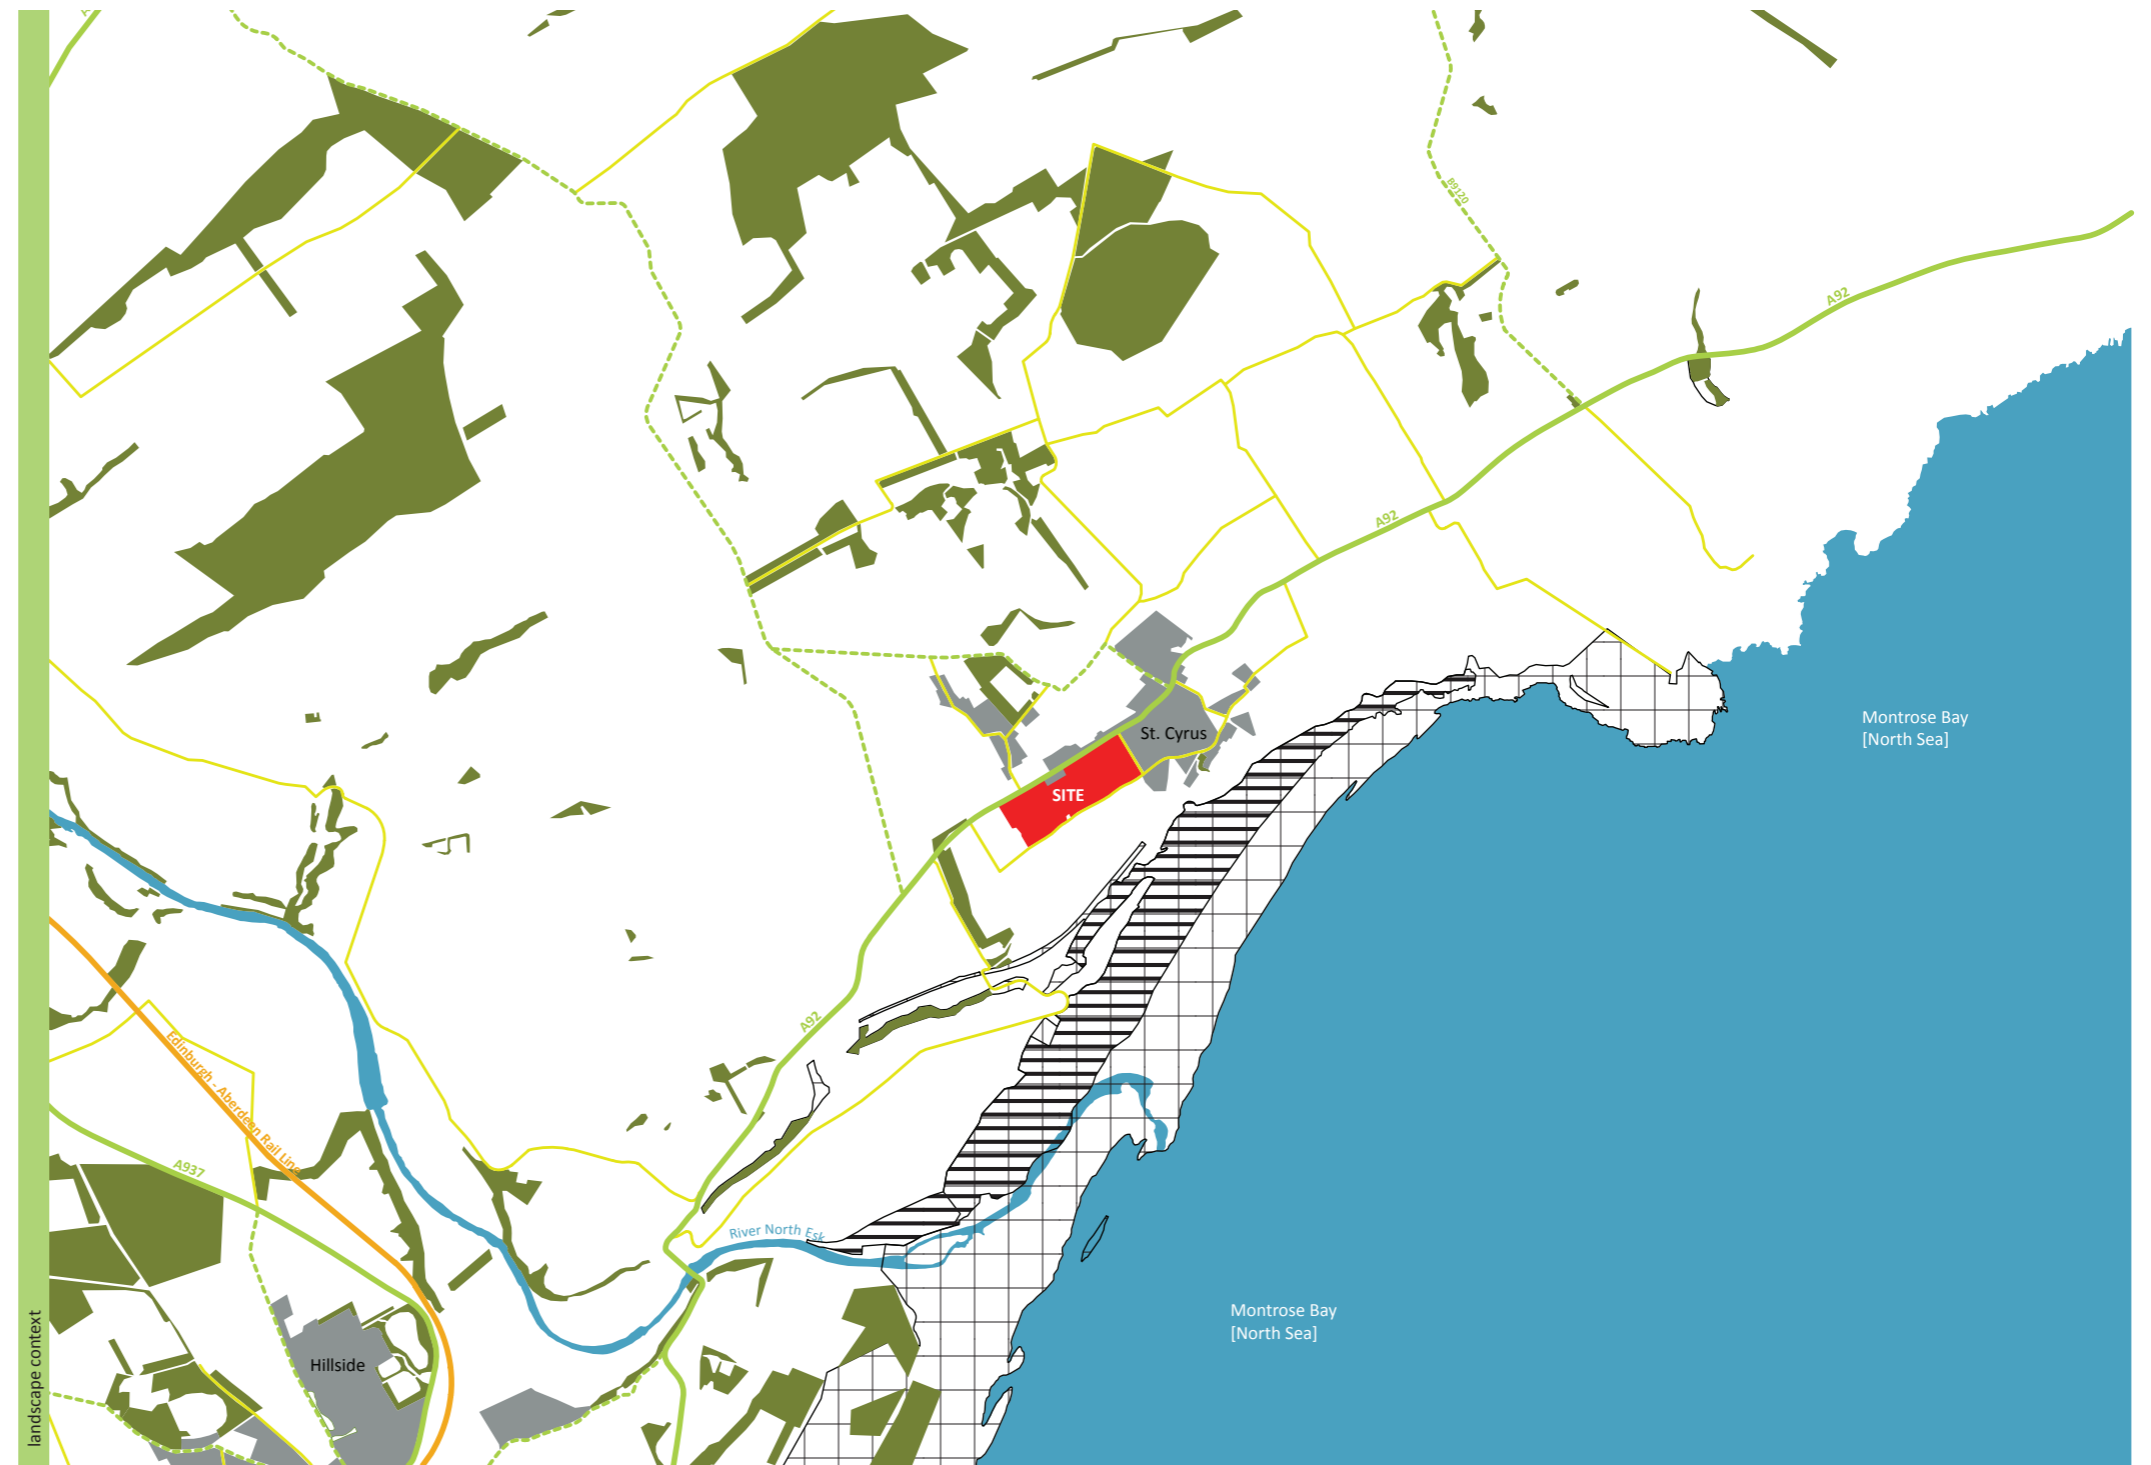 B9120
A92
A92
Montrose Bay
[North Sea]
St. Cyrus
SITE
A92
Edinburgh - Aberdeen Rail Line
A937
River North Esk
Montrose Bay
[North Sea]
Hillside
landscape context